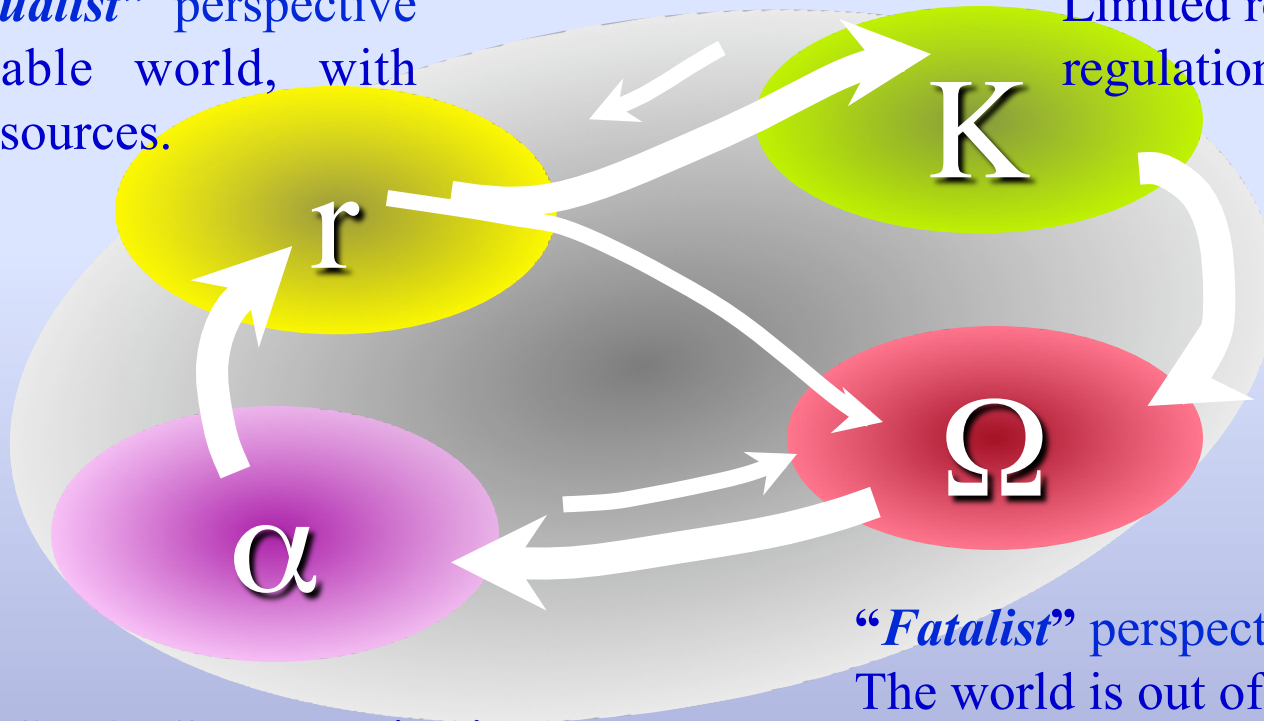 perspective
able world, with
sources.
Limited
regulation
K
r
Ω
α
“Fatalist” perspect
The world is out of